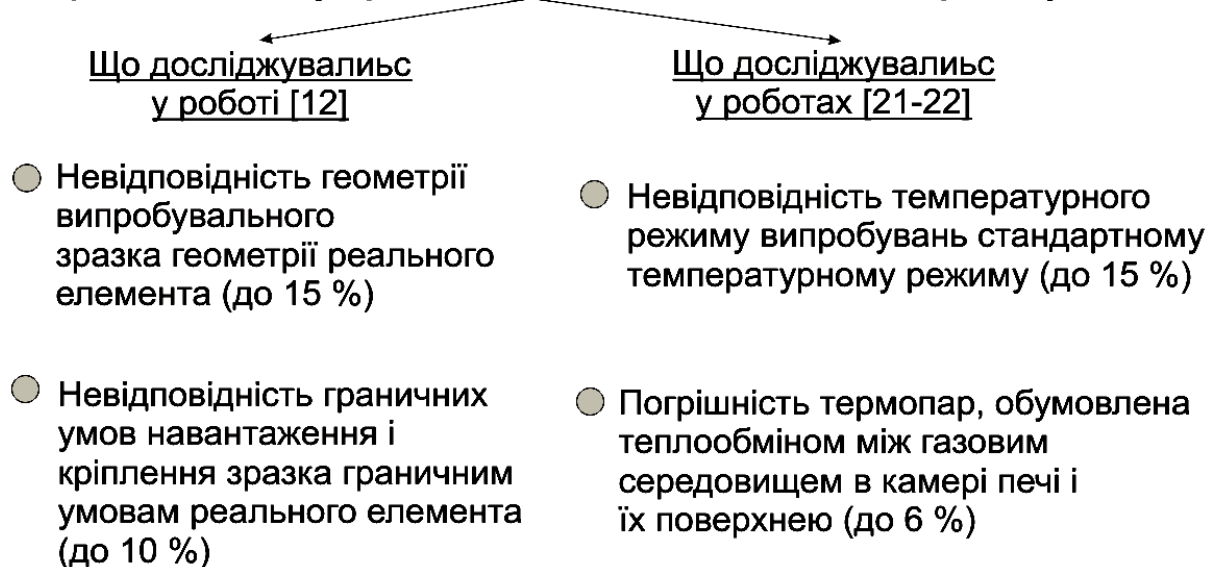 Що досліджувалиьс
у роботі [12]
Невідповідність геометрії
випробувального
зразка геометрії реального
елемента (до 15 %)
Невідповідність граничних
умов навантаження і
кріплення зразка граничним
умовам реального елемента
(до 10 %)
Що досліджувалиьс
у роботах [21-22]
Невідповідність температурного
режиму випробувань стандартному
температурному режиму (до 15 %)
Погрішність термопар, обумовлена
теплообміном між газовим
середовищем в камері печі і
їх поверхнею (до 6 %)